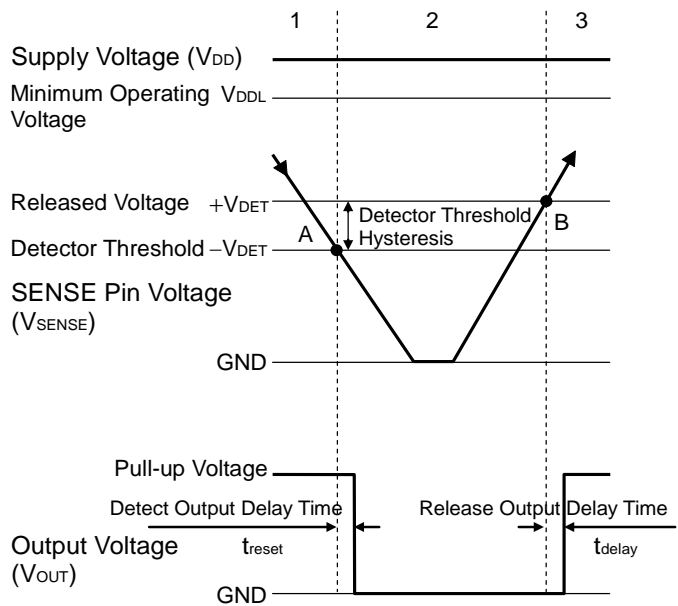 1 2 3
Supply Voltage (VDD)
Minimum Operating VDDL
Voltage
Released Voltage +VDET
Detector Threshold
A
B
Hysteresis
Detector Threshold −VDET
SENSE Pin Voltage
(VSENSE)
GND
Pull-up Voltage
Detect Output Delay Time
Release Output Delay Time
treset
tdelay
Output Voltage
(VOUT)
GND